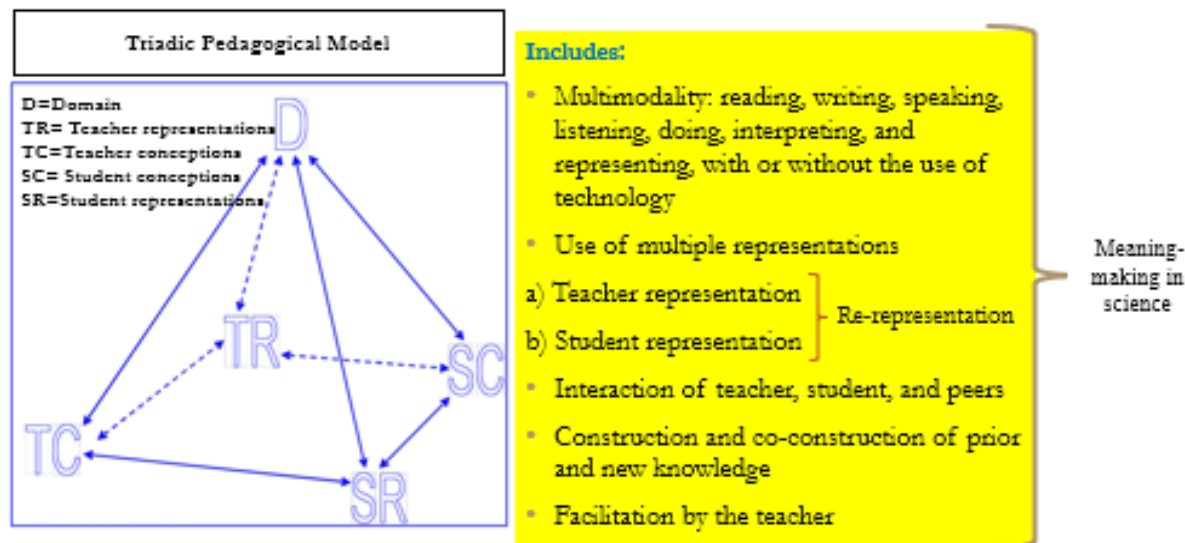 Triadic Pedagogical Model
D=Domain
TR= Teacher representations
TC=Teacher conceptions
SC= Student conceptions
SR=Student representations
D
TR
SC
TC
SR
Includes:
• Multimodality: reading, writing, speaking,
listening, doing, interpreting, and
representing, with or without the use of
technology
• Use of multiple representations
a) Teacher representation
b) Student representation
Re-representation
• Interaction of teacher, student, and peers
• Construction and co-construction of prior
and new knowledge
• Facilitation by the teacher
Meaning-
making in
science